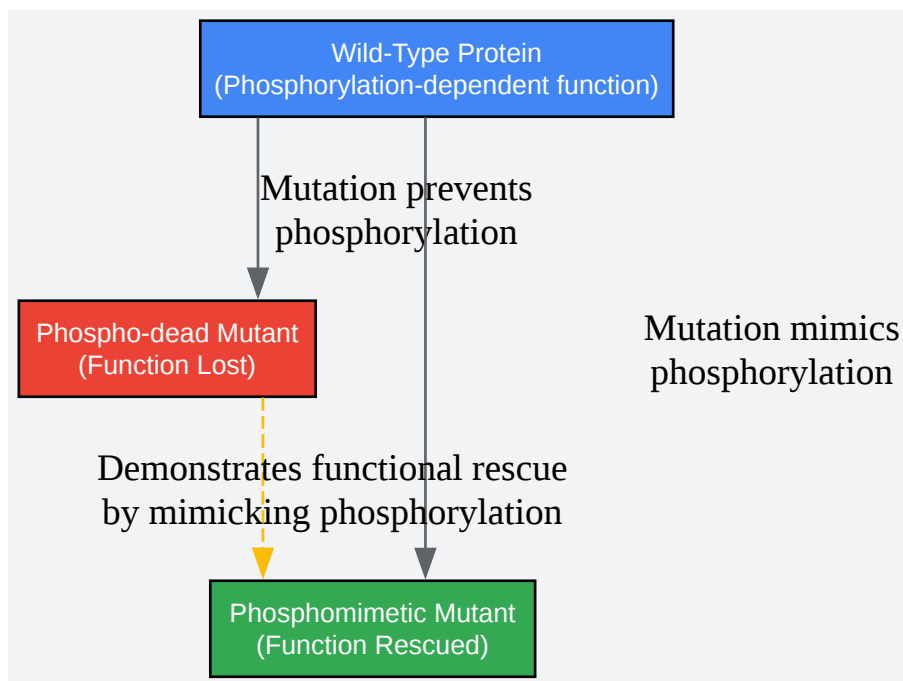 Wild-Type Protein
(Phosphorylation-dependent function)
Mutation prevents
phosphorylation
Phospho-dead Mutant
(Function Lost)
Mutation mimics
phosphorylation
Demonstrates functional rescue
by mimicking phosphorylation
Phosphomimetic Mutant
(Function Rescued)